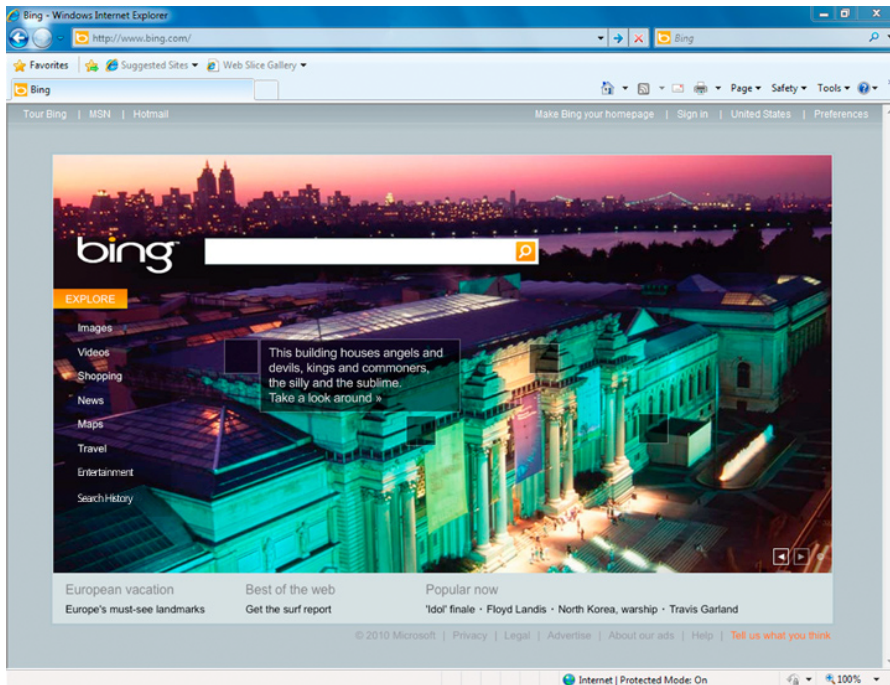 Bing - Windows Internet Explorer
http://www.bing.com/
Bing
Favorites Suggested Sites Web Slice Gallery
Bing
Page Safety Tools
Tour Bing | MSN | Hotmail
Make Bing your homepage | Sign in | United States | Preferences
bing
EXPLORE
Images
Videos
Shopping
News
Maps
Travel
Entertainment
Search History
This building houses angels and
devils, kings and commoners,
the silly and the sublime.
Take a look around »
European vacation
Europe's must-see landmarks
Best of the web
Get the surf report
Popular now
'Idol' finale · Floyd Landis · North Korea, warship · Travis Garland
© 2010 Microsoft | Privacy | Legal | Advertise | About our ads | Help | Tell us what you think
Internet | Protected Mode: On
100%